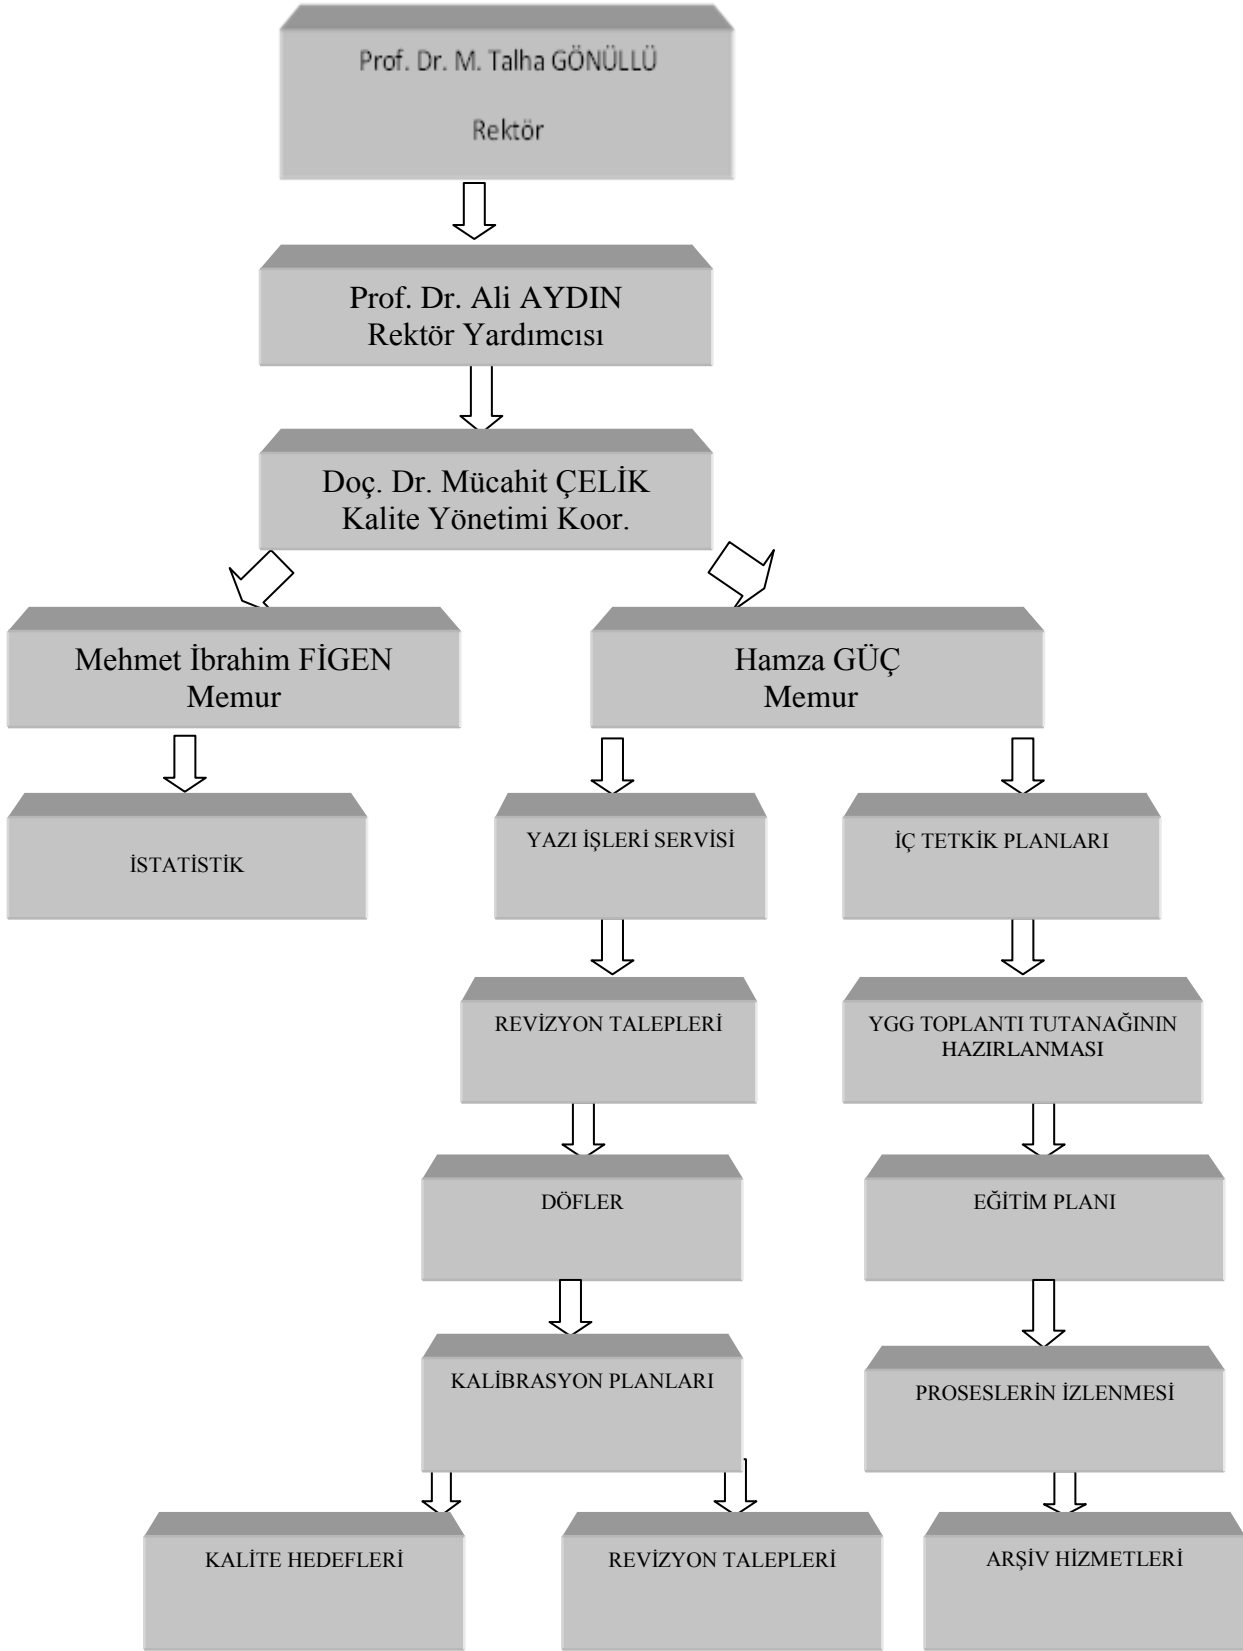 Prof. Dr. M. Talha GÖNÜLLÜ
Rektör
Prof. Dr. Ali AYDIN
Rektör Yardımcısı
Doç. Dr. Mücahit ÇELİK
Kalite Yönetimi Koor.
Mehmet İbrahim FİGEN
Memur
Hamza GÜÇ
Memur
İSTATİSTİK
YAZI İŞLERİ SERVİSİ
İÇ TETKİK PLANLARI
REVİZYON TALEPLERİ
YGG TOPLANTI TUTANAĞININ
HAZIRLANMASI
DÖFLER
EĞİTİM PLANI
KALİBRASYON PLANLARI
PROSESLERİN İZLENMESİ
KALİTE HEDEFLERİ
REVİZYON TALEPLERİ
ARŞİV HİZMETLERİ